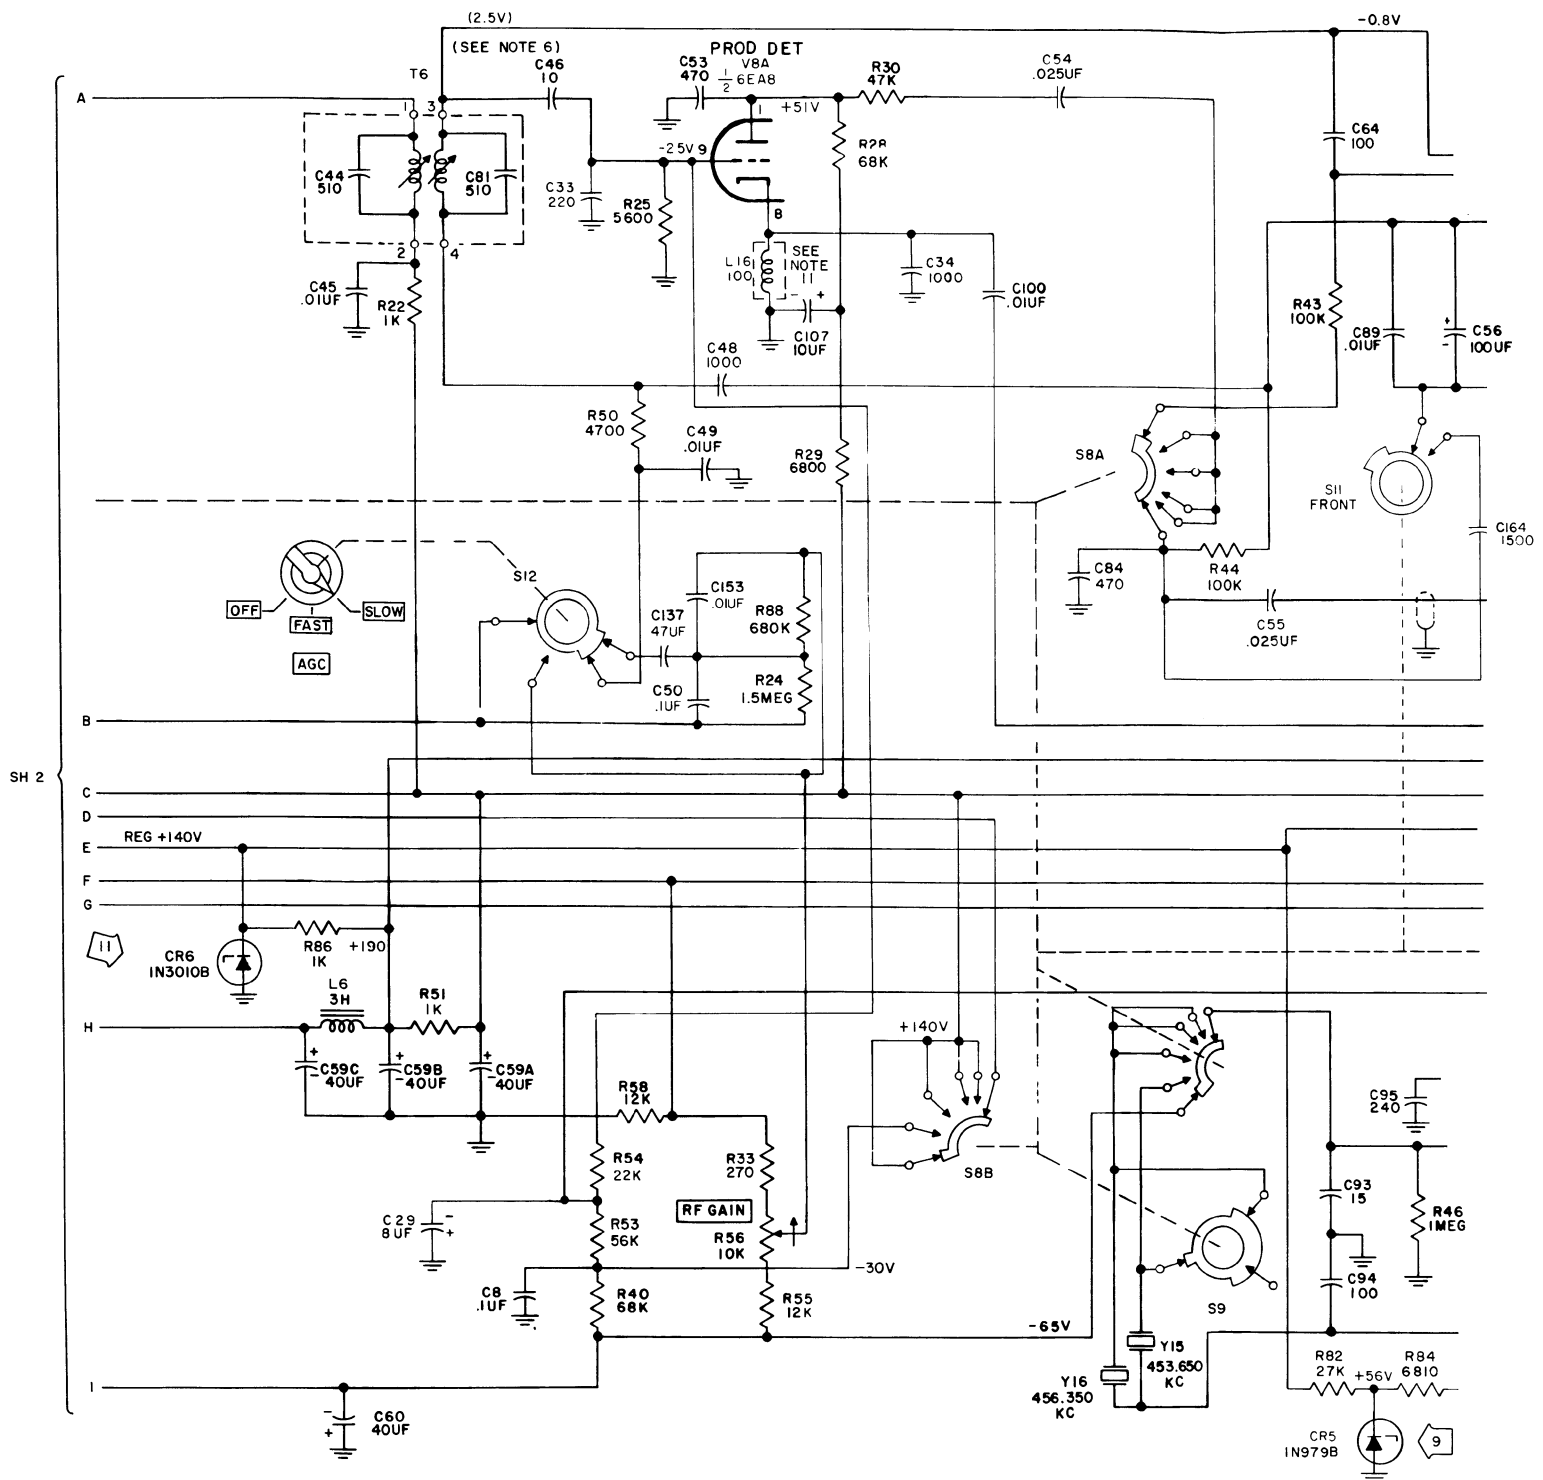 (2.5V)
-0.8V
(SEE NOTE 6)
PROD DET
T6
C46
10
C53
470
V8A
1/2 6EA8
R30
47K
C54
.025UF
A
1
3
1
+51V
C64
100
C44
510
C81
510
-25V
9
R28
68K
C33
220
R25
5600
8
2
4
L16
100
SEE
NOTE
11
C34
1000
C100
.01UF
C45
.01UF
R22
1K
-
+
C107
10UF
R43
100K
C89
.01UF
+
-
C56
100UF
C48
1000
R50
4700
C49
.01UF
R29
6800
S8A
S11
FRONT
C164
1500
S12
C84
470
R44
100K
OFF
FAST
SLOW
AGC
C153
.01UF
C137
47UF
R88
680K
C55
.025UF
C50
.1UF
R24
1.5MEG
B
SH 2
C
D
REG +140V
E
F
G
11
CR6
1N3010B
R86
1K
+190
L6
3H
R51
1K
H
+140V
+
-
C59C
40UF
+
-
C59B
40UF
+
-
C59A
40UF
R58
12K
C95
240
R54
22K
R33
270
S8B
C93
15
R46
1MEG
RF GAIN
C29
8UF
-
+
R53
56K
R56
10K
-30V
C8
.1UF
R40
68K
R55
12K
C94
100
S9
-65V
Y15
453.650
KC
Y16
456.350
KC
R82
27K
+56V
R84
6810
I
-
+
C60
40UF
CR5
1N979B
9